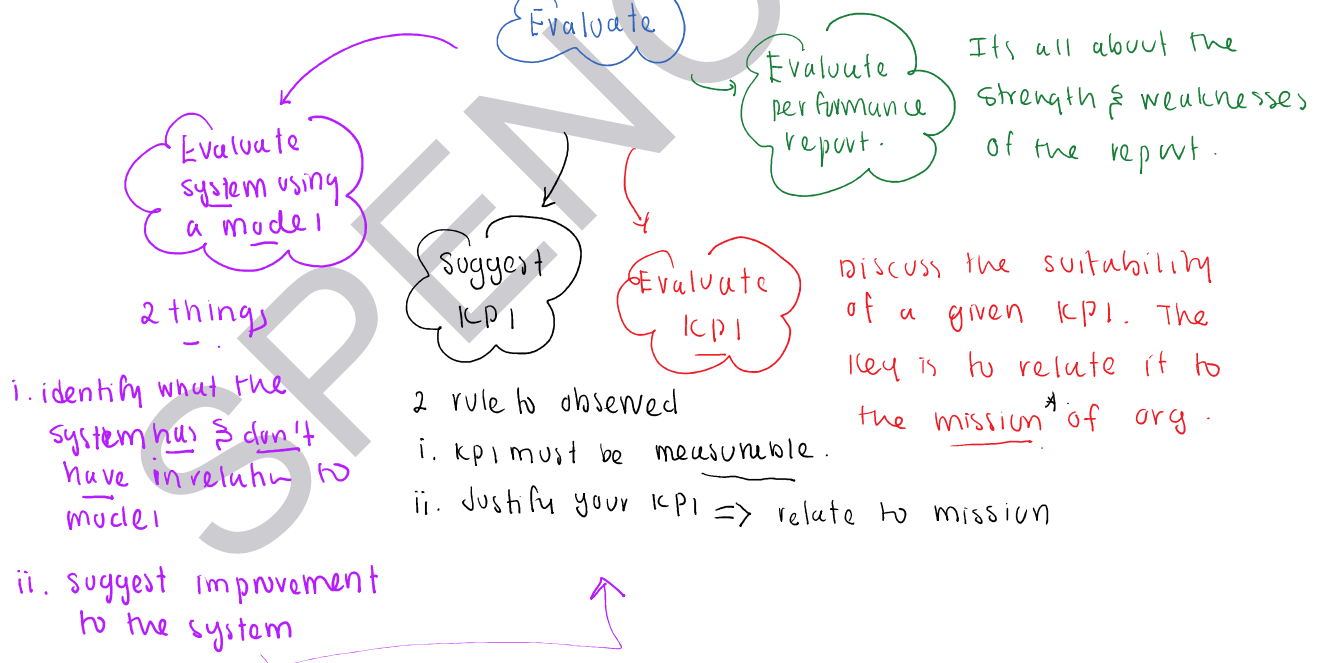 Evaluate
Evaluate
performance
report.
Its all about the
strength & weaknesses
of the report.
Evaluate
system using
a model
2 things
i. identify what the
system has & don't
have in relation to
model
ii. suggest improvement
to the system
suggest
KPI
2 rule to observed
i. KPI must be measurable.
ii. Justify your KPI => relate to mission
Evaluate
KPI
Discuss the suitability
of a given KPI. The
key is to relate it to
the mission* of org.
SPENC